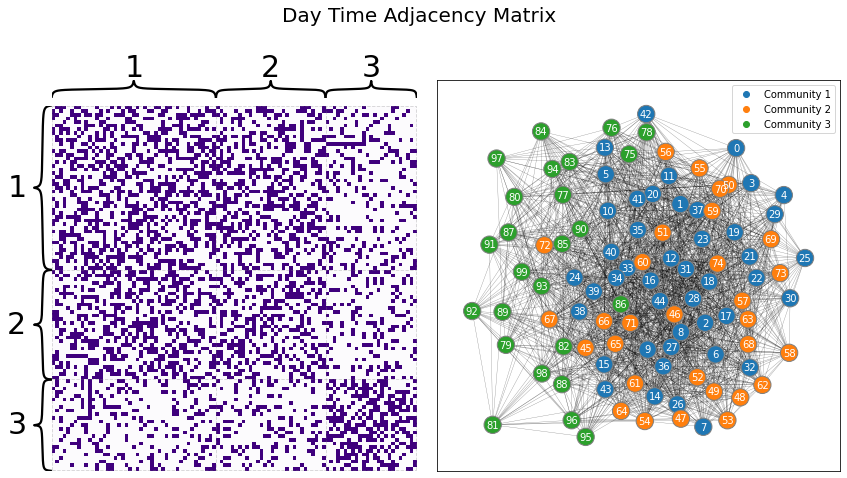 Day Time Adjacency Matrix
1 2 3
1
2
3
Community 1
Community 2
Community 3
42
84 76 78
13 0
97 94 83 75 56
5 11 55
80 77 41 20 70 50 3 4
10 1 37 59 29
87 90 35 51 23 19 69
91 72 85 40
99 24 33 60 12 31 74 21 25
93 39 34 16 18 22 73
92 89 38 86 44 28 57 30
67 66 71 46 2 17 63
79 82 45 65 8
15 9 27 6 68 58
98 88 36 32
43 61 52 62
14 49 48
64 54 26 47 53
81 96 7
95